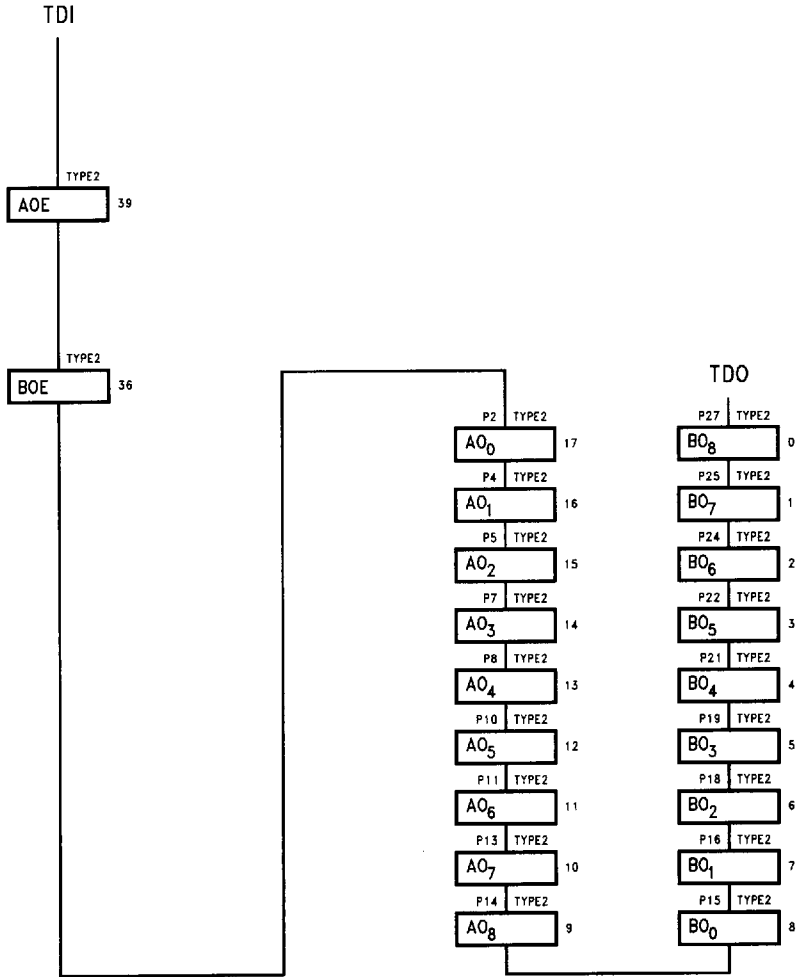 TDI
TYPE2
AOE 39
TYPE2
BOE 36
P2 TYPE2
AO0 17
P4 TYPE2
AO1 16
P5 TYPE2
AO2 15
P7 TYPE2
AO3 14
P8 TYPE2
AO4 13
P10 TYPE2
AO5 12
P11 TYPE2
AO6 11
P13 TYPE2
AO7 10
P14 TYPE2
AO8 9
TDO
P27 TYPE2
BO8 0
P25 TYPE2
BO7 1
P24 TYPE2
BO6 2
P22 TYPE2
BO5 3
P21 TYPE2
BO4 4
P19 TYPE2
BO3 5
P18 TYPE2
BO2 6
P16 TYPE2
BO1 7
P15 TYPE2
BO0 8